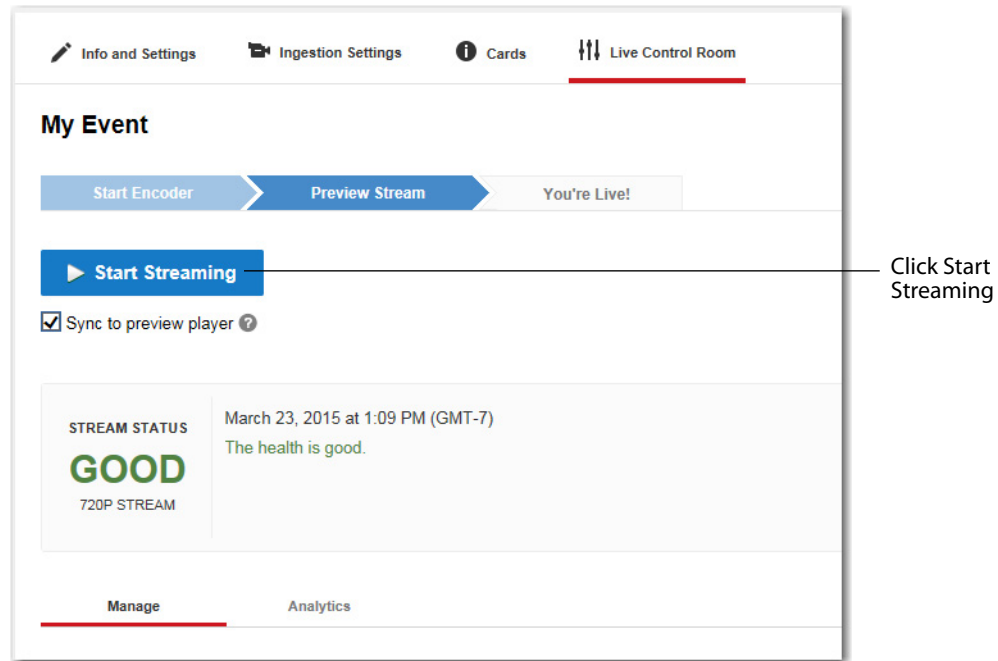 Info and Settings
Ingestion Settings
Cards
Live Control Room
My Event
Start Encoder
Preview Stream
You're Live!
Start Streaming
Click Start
Streaming
Sync to preview player
STREAM STATUS
GOOD
720P STREAM
March 23, 2015 at 1:09 PM (GMT-7)
The health is good.
Manage
Analytics